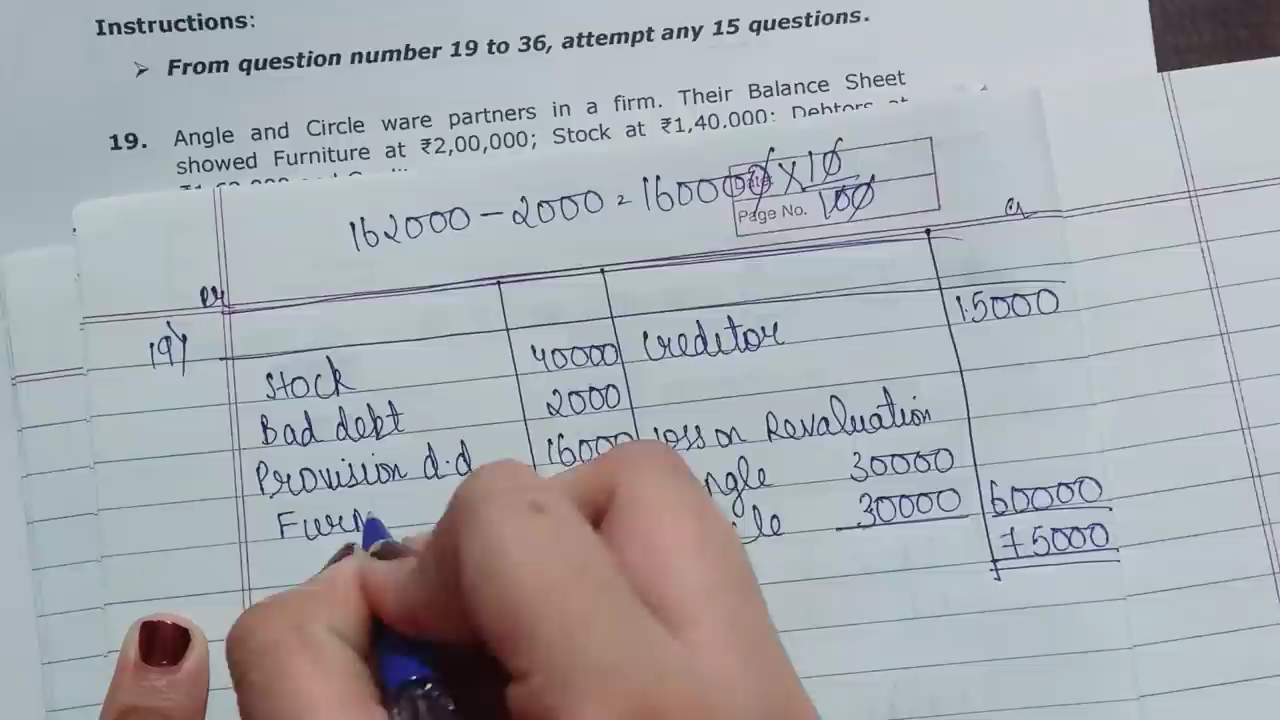 Instructions:
➢ From question number 19 to 36, attempt any 15 questions.
19. Angle and Circle ware partners in a firm. Their Balance Sheet
showed Furniture at ₹2,00,000; Stock at ₹1,40,000; Debtors at
162000 - 2000 = 160000 X 10
Page No. 100
Cr
19)
Stock 40000 Creditor 15000
Bad debt 2000
Provision d.d 16000 loss on Revaluation
Furn ngle 30000
le 30000 60000
75000